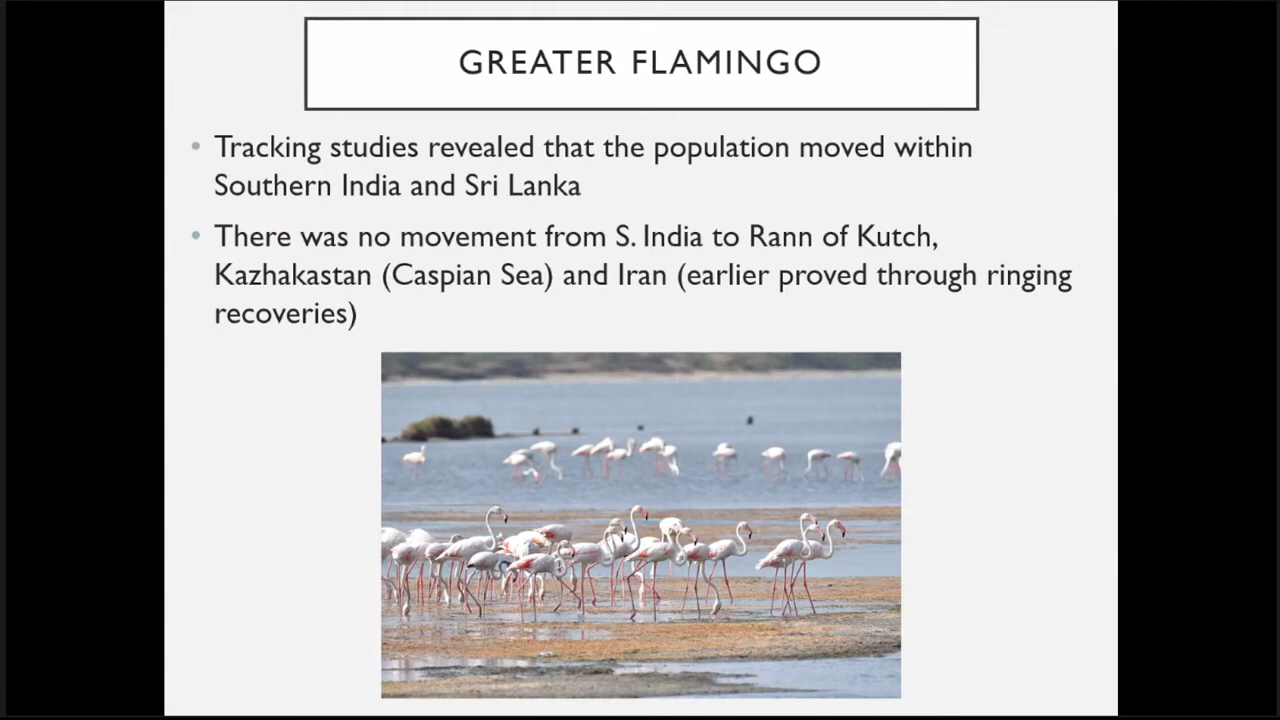 GREATER FLAMINGO
• Tracking studies revealed that the population moved within
Southern India and Sri Lanka
• There was no movement from S. India to Rann of Kutch,
Kazhakastan (Caspian Sea) and Iran (earlier proved through ringing
recoveries)